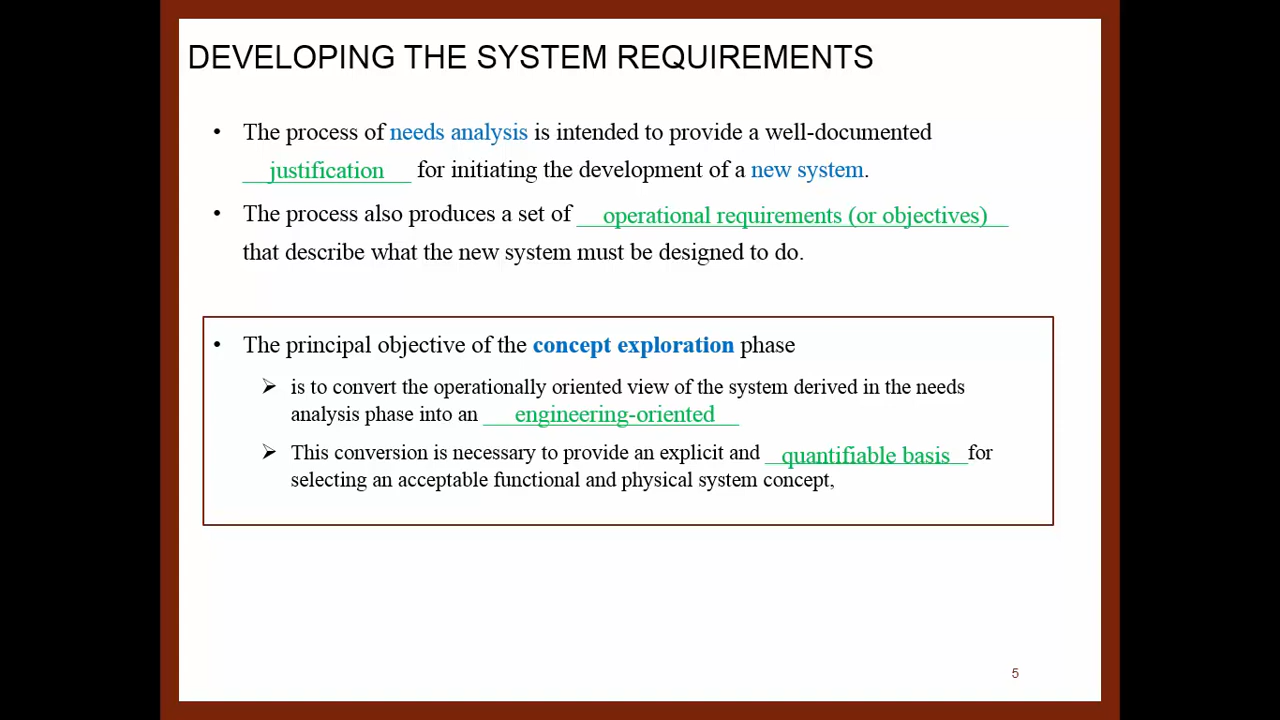 DEVELOPING THE SYSTEM REQUIREMENTS
• The process of needs analysis is intended to provide a well-documented
justification for initiating the development of a new system.
• The process also produces a set of operational requirements (or objectives)
that describe what the new system must be designed to do.
• The principal objective of the concept exploration phase
➢ is to convert the operationally oriented view of the system derived in the needs
analysis phase into an engineering-oriented
➢ This conversion is necessary to provide an explicit and quantifiable basis for
selecting an acceptable functional and physical system concept,
5